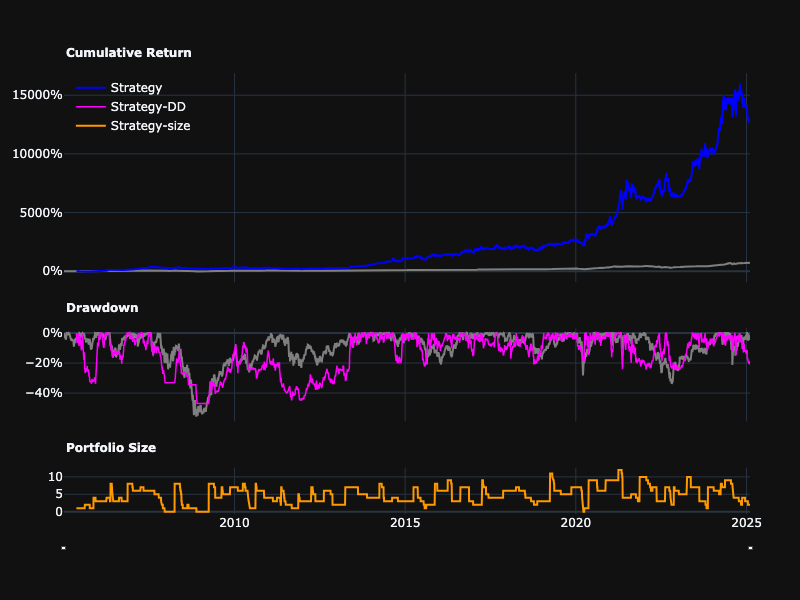 Cumulative Return
Strategy
Strategy-DD
Strategy-size
15000%
10000%
5000%
0%
Drawdown
0%
−20%
−40%
Portfolio Size
10
5
0
2010
2015
2020
2025